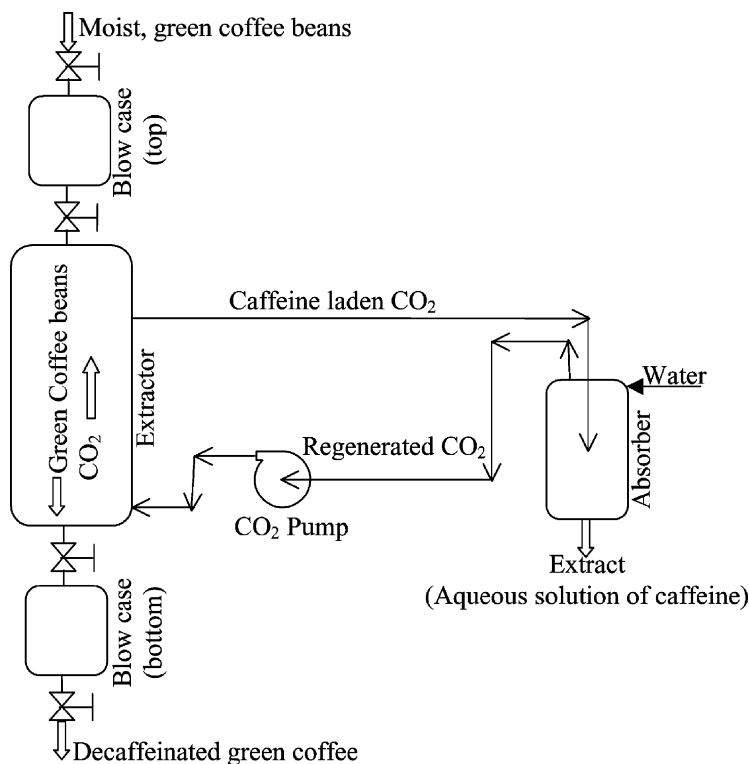 Moist, green coffee beans
Blow case
(top)
Green Coffee beans
CO₂
Extractor
Caffeine laden CO₂
Water
Absorber
Regenerated CO₂
CO₂ Pump
Extract
(Aqueous solution of caffeine)
Blow case
(bottom)
Decaffeinated green coffee